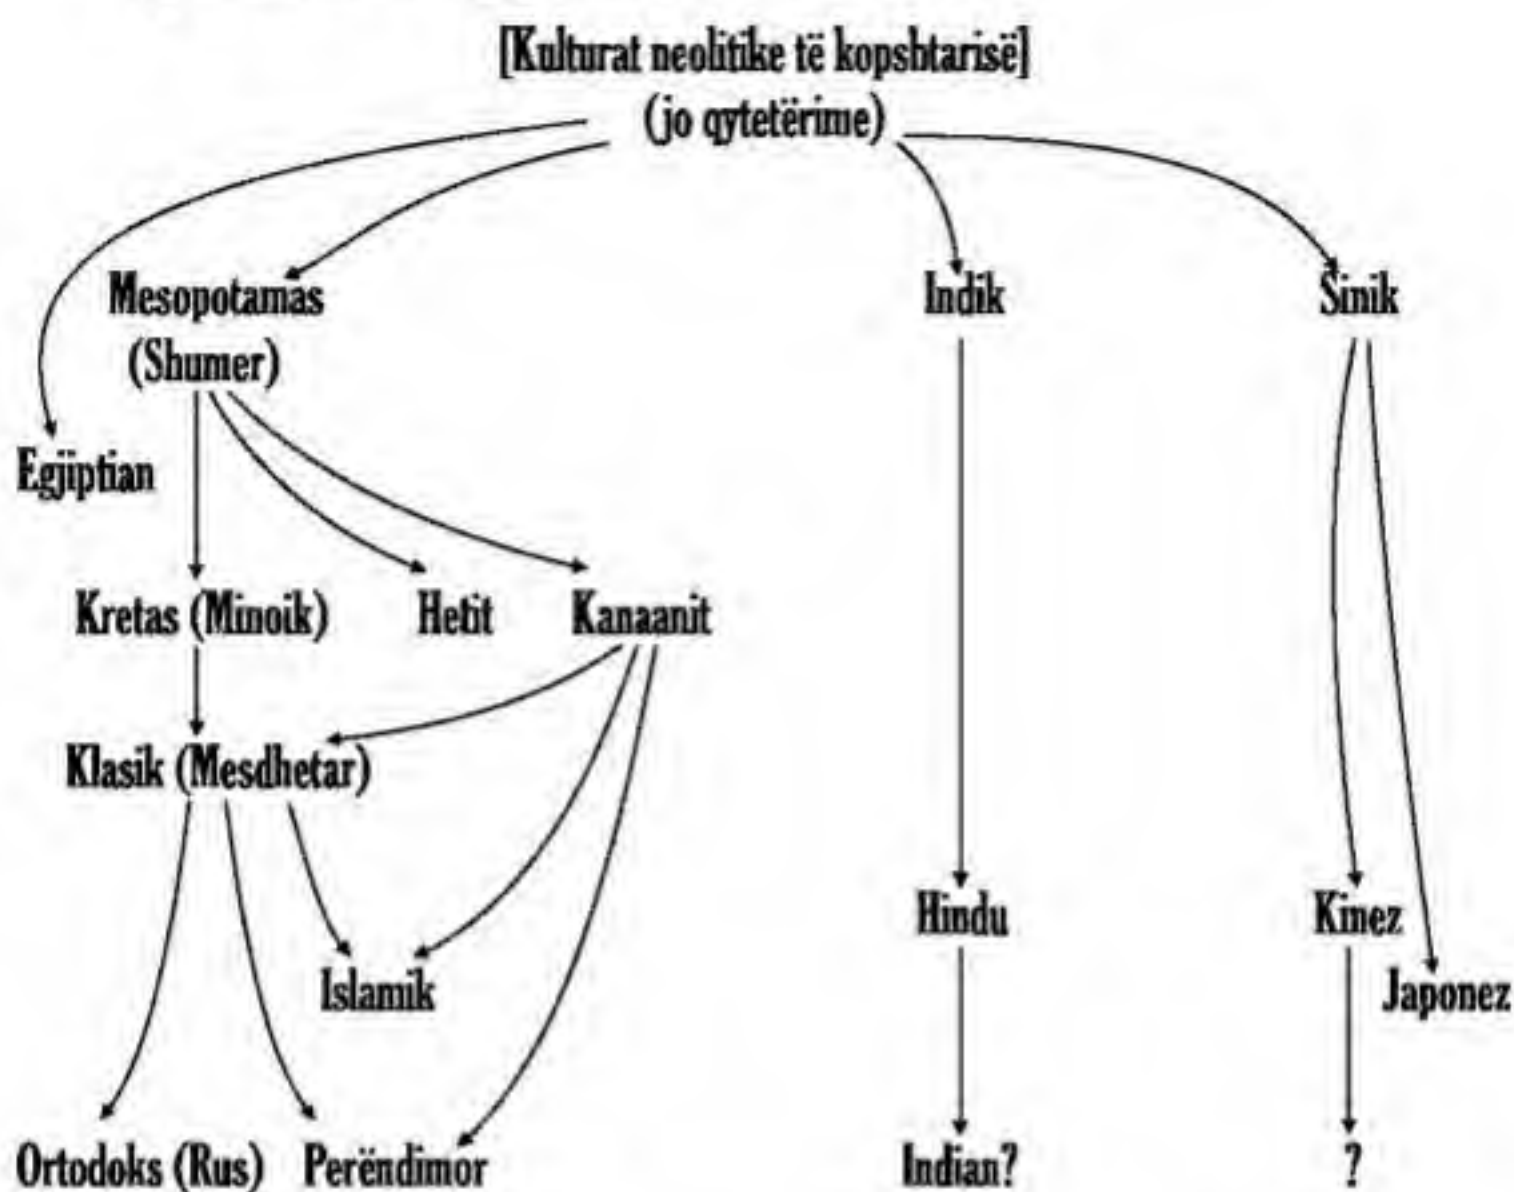 [Kulturat neolitike të kopshtarisë]
(jo qytetërime)
Mesopotamas
(Shumer)
Indik
Sinik
Egjiptian
Kretas (Minoik)
Hetit
Kanaanit
Klasik (Mesdhetar)
Hindu
Kinez
Islamik
Japonez
Ortodoks (Rus)
Perëndimor
Indian?
?